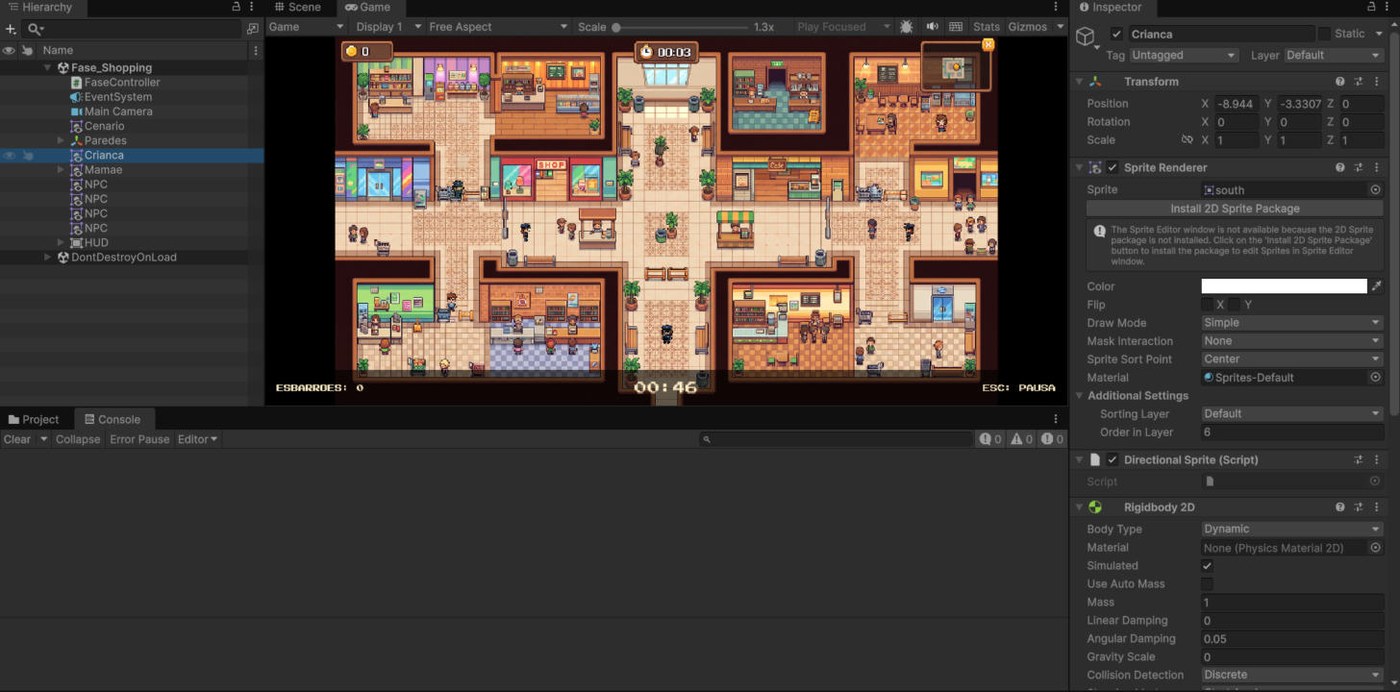 Hierarchy
Scene
Game
Inspector
Game
Display 1
Free Aspect
Scale
1.3x
Play Focused
Stats
Gizmos
Crianca
Static
Tag
Untagged
Layer
Default
Name
Fase_Shopping
FaseController
EventSystem
Main Camera
Cenario
Paredes
Crianca
Mamae
NPC
NPC
NPC
NPC
HUD
DontDestroyOnLoad
0
00:03
SHOP
ESBARROES: 0
00:46
ESC: PAUSA
Transform
Position X -8.944 Y -3.3307 Z 0
Rotation X 0 Y 0 Z 0
Scale X 1 Y 1 Z 1
Sprite Renderer
Sprite south
Install 2D Sprite Package
The Sprite Editor window is not available because the 2D Sprite
package is not installed. Click on the 'Install 2D Sprite Package'
button to install the package to edit Sprites in Sprite Editor
window.
Color
Flip X Y
Draw Mode Simple
Mask Interaction None
Sprite Sort Point Center
Material Sprites-Default
Additional Settings
Sorting Layer Default
Order in Layer 6
Directional Sprite (Script)
Script
Rigidbody 2D
Body Type Dynamic
Material None (Physics Material 2D)
Simulated
Use Auto Mass
Mass 1
Linear Damping 0
Angular Damping 0.05
Gravity Scale 0
Collision Detection Discrete
Project
Console
Clear
Collapse
Error Pause
Editor
0
0
0